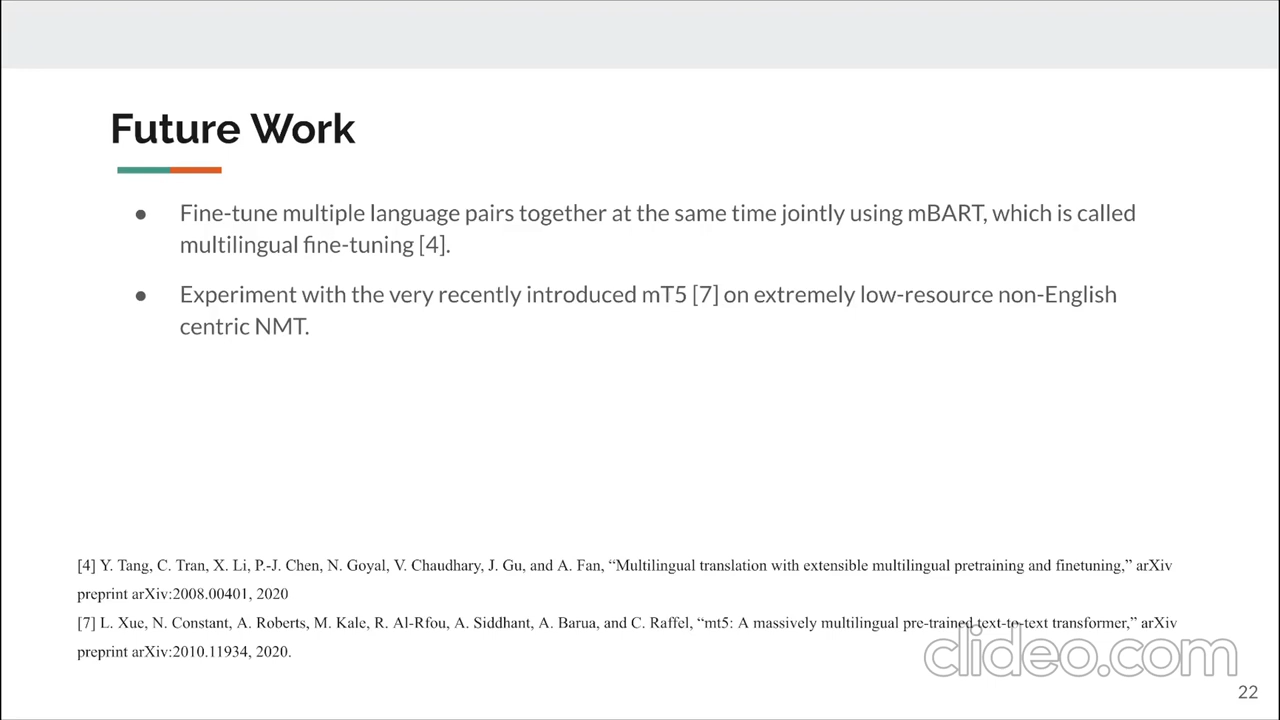 Future Work
● Fine-tune multiple language pairs together at the same time jointly using mBART, which is called
multilingual fine-tuning [4].
● Experiment with the very recently introduced mT5 [7] on extremely low-resource non-English
centric NMT.
[4] Y. Tang, C. Tran, X. Li, P.-J. Chen, N. Goyal, V. Chaudhary, J. Gu, and A. Fan, “Multilingual translation with extensible multilingual pretraining and finetuning,” arXiv
preprint arXiv:2008.00401, 2020
[7] L. Xue, N. Constant, A. Roberts, M. Kale, R. Al-Rfou, A. Siddhant, A. Barua, and C. Raffel, “mt5: A massively multilingual pre-trained text-to-text transformer,” arXiv
preprint arXiv:2010.11934, 2020.
clideo.com
22